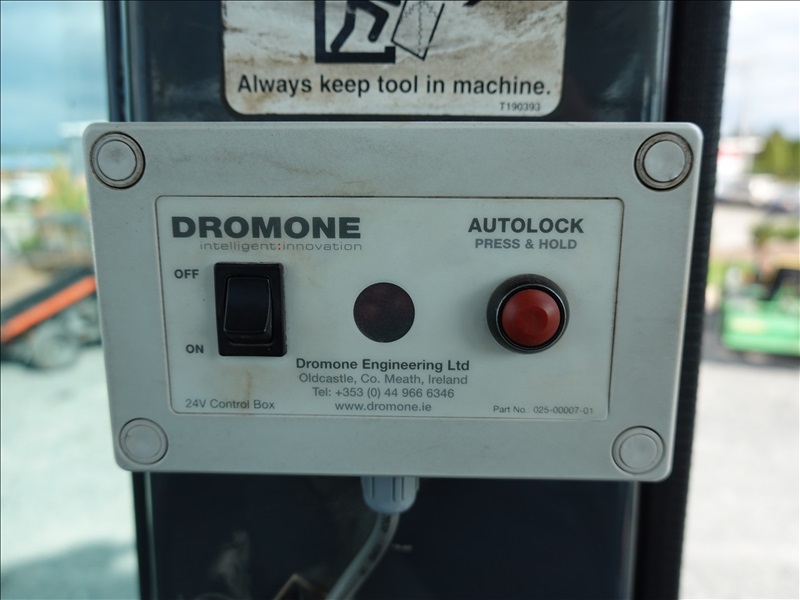 Always keep tool in machine.
T190393
DROMONE
intelligent:innovation
AUTOLOCK
PRESS & HOLD
OFF
ON
Dromone Engineering Ltd
Oldcastle, Co. Meath, Ireland
Tel: +353 (0) 44 966 6346
www.dromone.ie
24V Control Box
Part No.: 025-00007-01